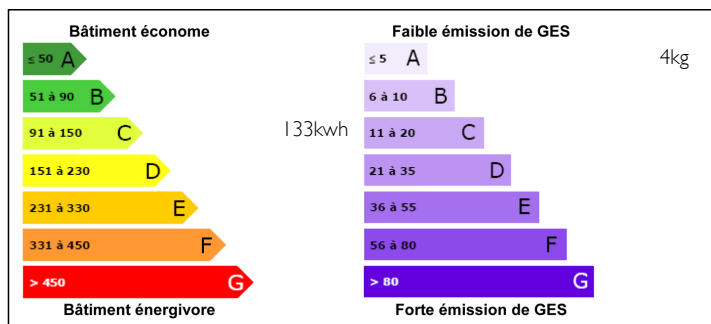 Bâtiment économe
≤ 50 A
51 à 90 B
91 à 150 C
133kwh
151 à 230 D
231 à 330 E
331 à 450 F
> 450 G
Bâtiment énergivore
Faible émission de GES
≤ 5 A
4kg
6 à 10 B
11 à 20 C
21 à 35 D
36 à 55 E
56 à 80 F
> 80 G
Forte émission de GES